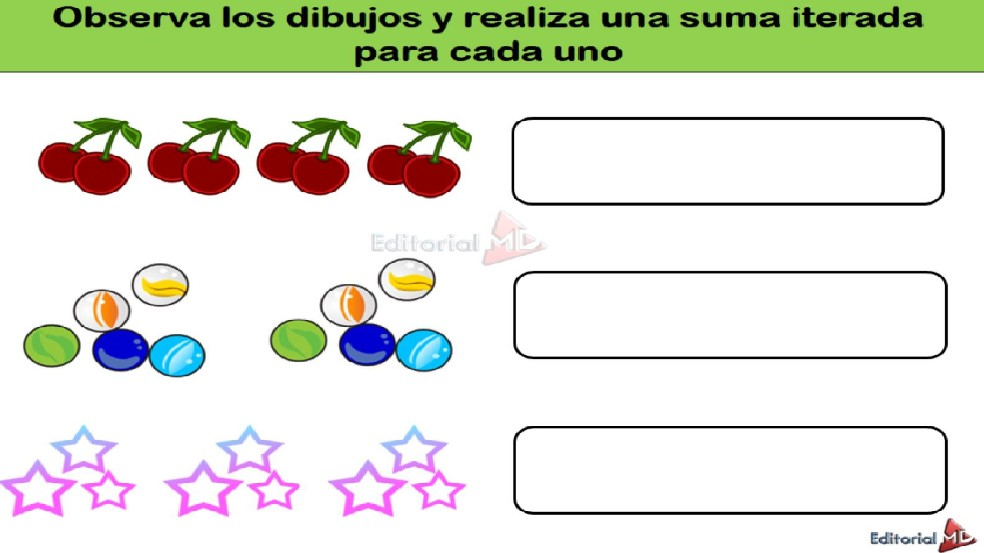 Observa los dibujos y realiza una suma iterada
para cada uno
Editorial MD
Editorial MD